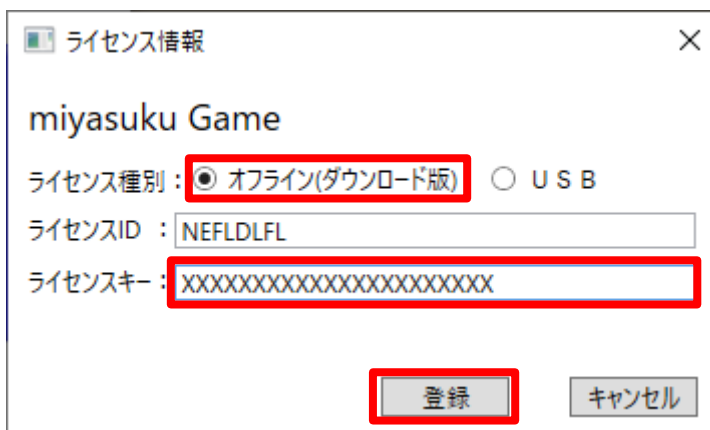 ライセンス情報
miyasuku Game
ライセンス種別：オフライン(ダウンロード版) ＵＳＢ
ライセンスID ：NEFLDLFL
ライセンスキー：XXXXXXXXXXXXXXXXXXXXXXX
登録 キャンセル